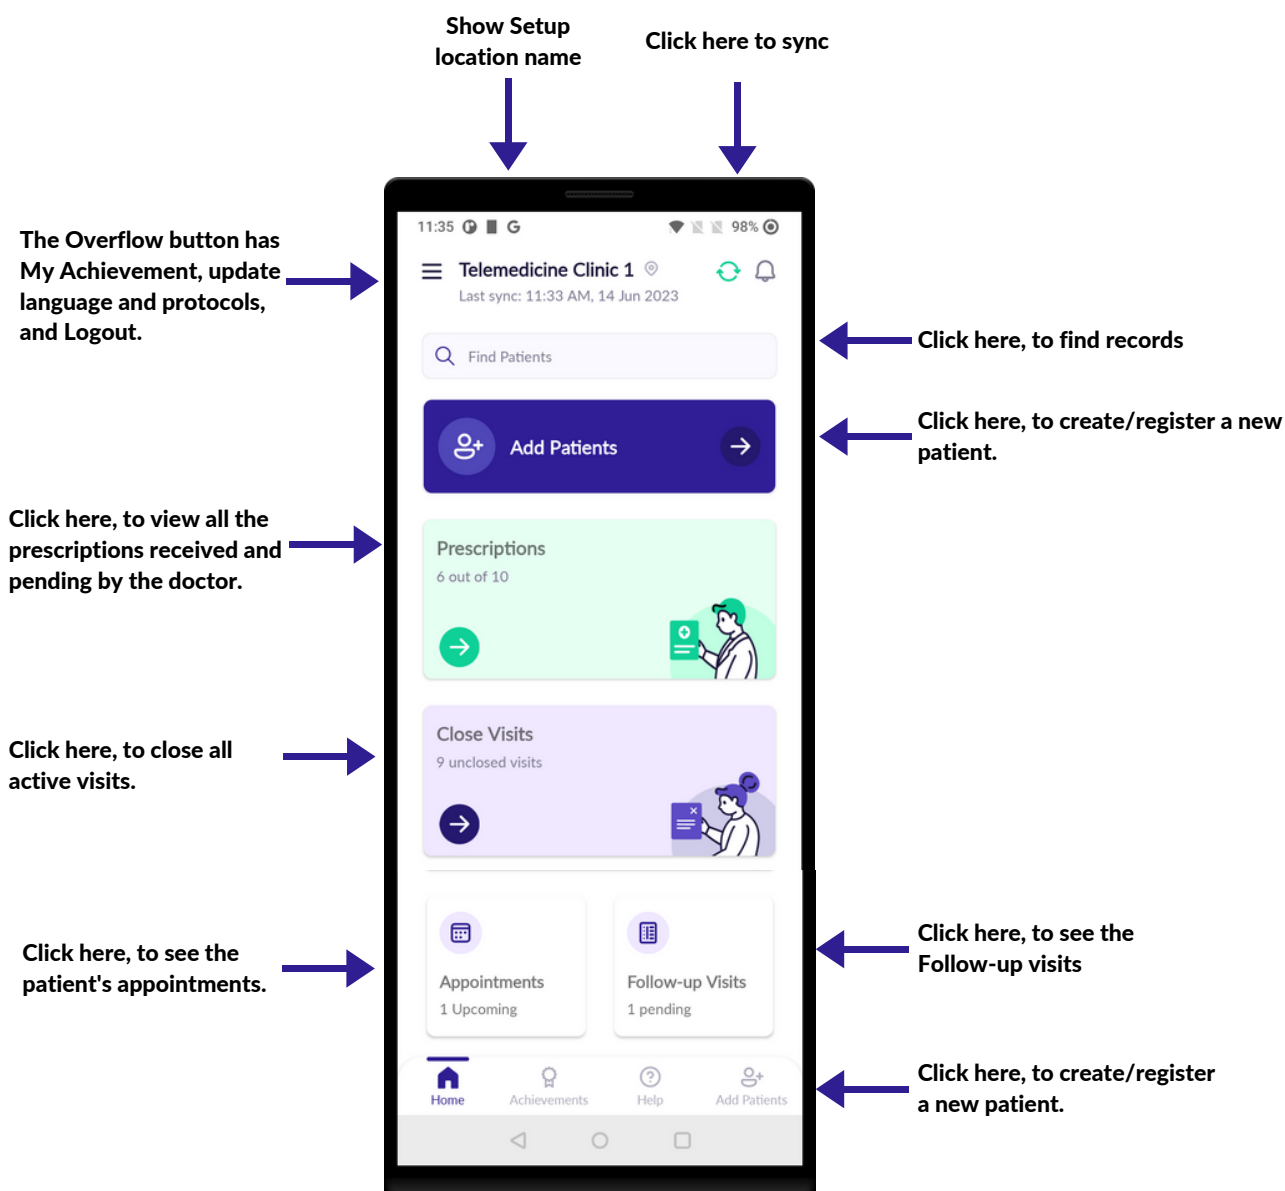 Show Setup
location name
Click here to sync
The Overflow button has
My Achievement, update
language and protocols,
and Logout.
11:35
G
98%
Telemedicine Clinic 1
Last sync: 11:33 AM, 14 Jun 2023
Find Patients
Click here, to find records
Add Patients
Click here, to create/register a new
patient.
Click here, to view all the
prescriptions received and
pending by the doctor.
Prescriptions
6 out of 10
Click here, to close all
active visits.
Close Visits
9 unclosed visits
Click here, to see the
patient's appointments.
Appointments
1 Upcoming
Follow-up Visits
1 pending
Click here, to see the
Follow-up visits
Home
Achievements
Help
Add Patients
Click here, to create/register
a new patient.